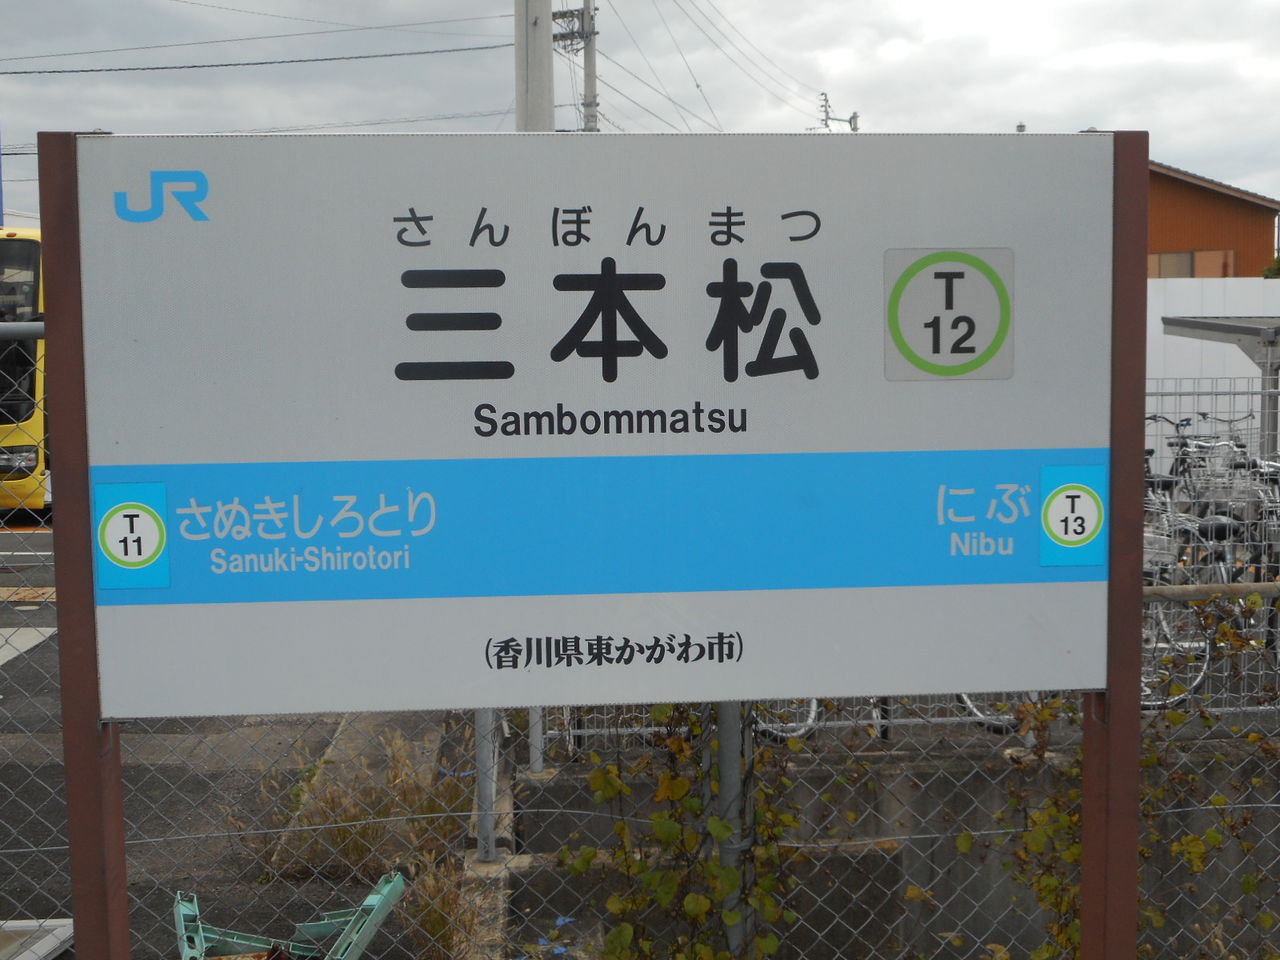 JR
さんぼんまつ
三本松
T
12
Sambommatsu
T
11
さぬきしろとり
Sanuki-Shirotori
にぶ
Nibu
T
13
(香川県東かがわ市)